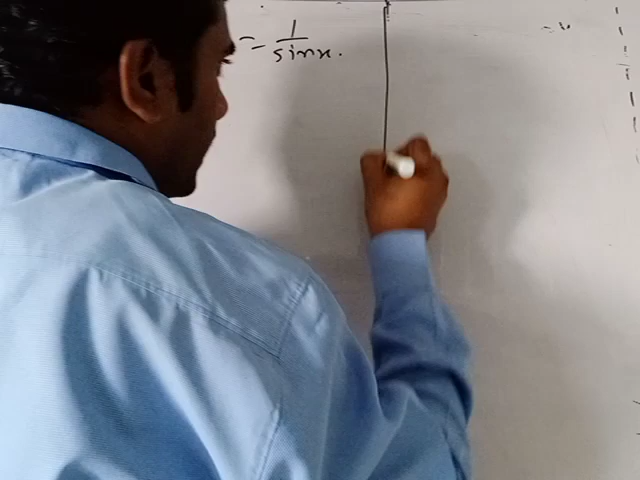 = 1/sinx.